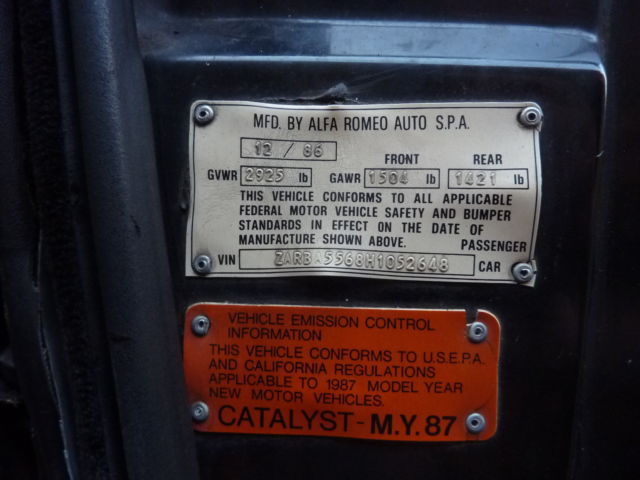 MFD. BY ALFA ROMEO AUTO S.P.A.
12 / 86
FRONT REAR
GVWR 2925 lb GAWR 1504 lb 1421 lb
THIS VEHICLE CONFORMS TO ALL APPLICABLE
FEDERAL MOTOR VEHICLE SAFETY AND BUMPER
STANDARDS IN EFFECT ON THE DATE OF
MANUFACTURE SHOWN ABOVE. PASSENGER
VIN ZARBA5568H1052648 CAR
VEHICLE EMISSION CONTROL
INFORMATION
THIS VEHICLE CONFORMS TO U.S.E.P.A.
AND CALIFORNIA REGULATIONS
APPLICABLE TO 1987 MODEL YEAR
NEW MOTOR VEHICLES.
CATALYST - M.Y. 87